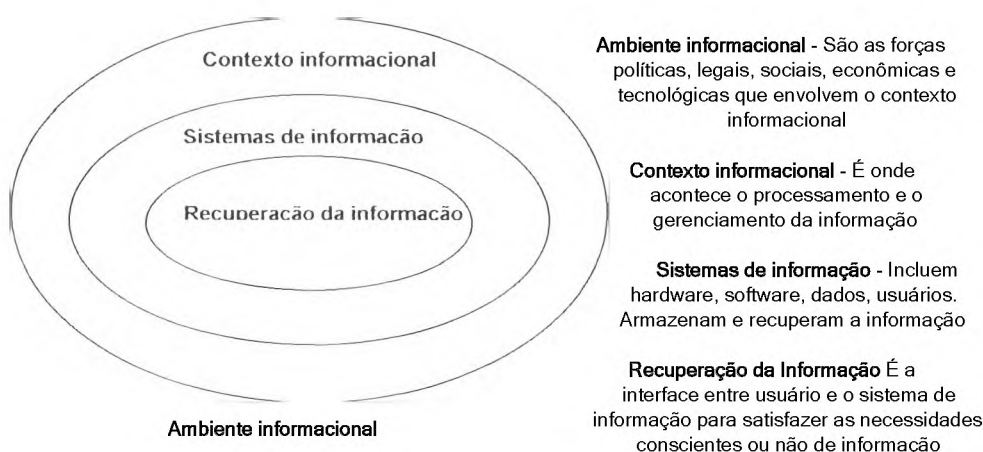 Contexto informacional
Sistemas de informação
Recuperação da informação
Ambiente informacional
Ambiente informacional - São as forças
políticas, legais, sociais, econômicas e
tecnológicas que envolvem o contexto
informacional
Contexto informacional - É onde
acontece o processamento e o
gerenciamento da informação
Sistemas de informação - Incluem
hardware, software, dados, usuários.
Armazenam e recuperam a informação
Recuperação da Informação É a
interface entre usuário e o sistema de
informação para satisfazer as necessidades
conscientes ou não de informação